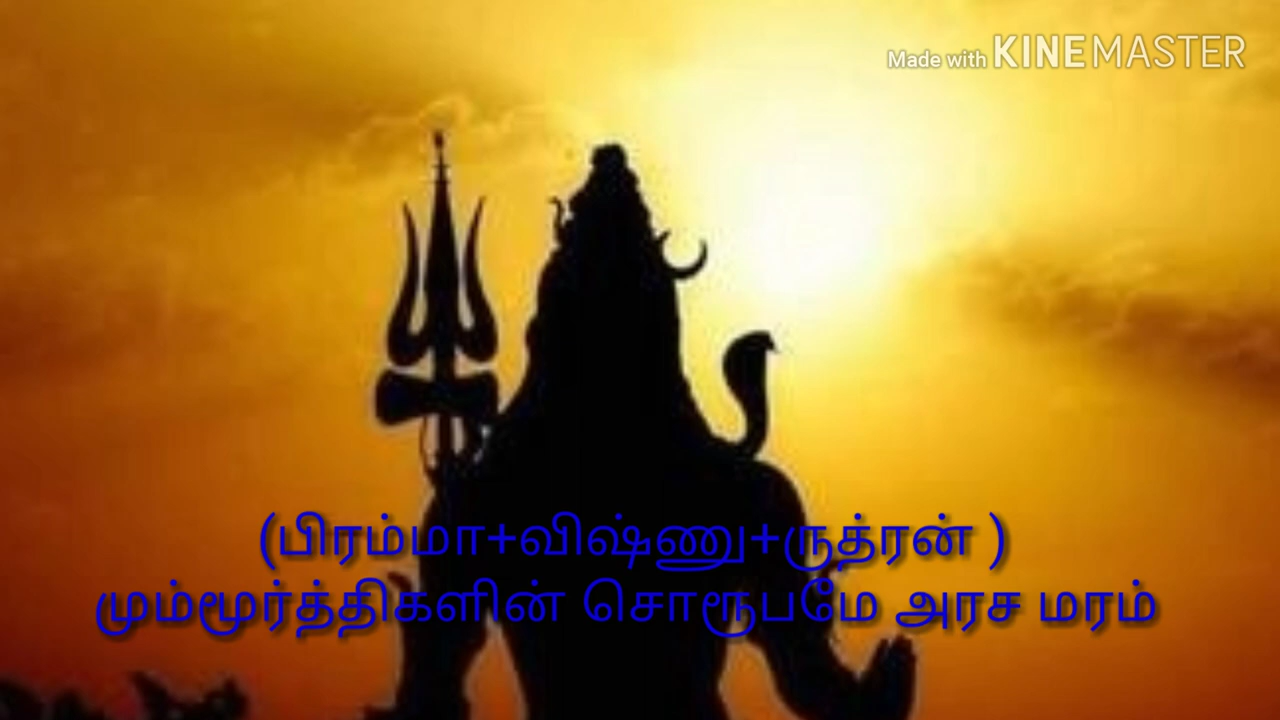 Made with KINEMASTER
(பிரம்மா+விஷ்ணு+ருத்ரன் )
மும்மூர்த்திகளின் சொரூபமே அரச மரம்